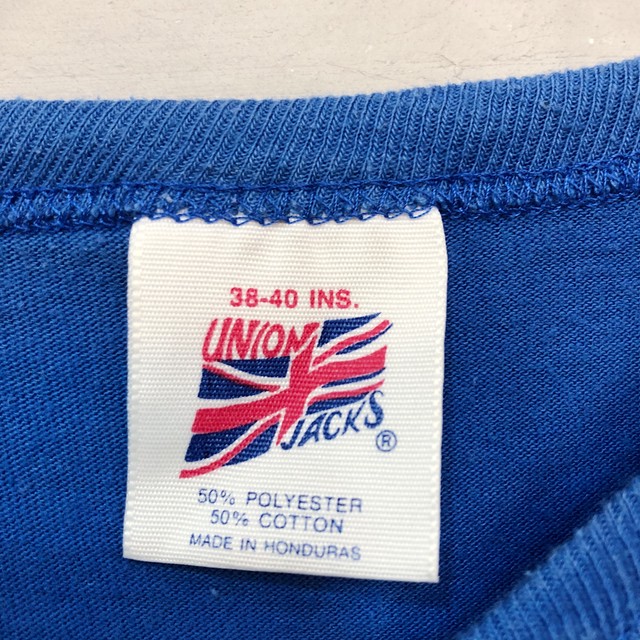 38-40 INS.
UNION
JACKS®
50% POLYESTER
50% COTTON
MADE IN HONDURAS